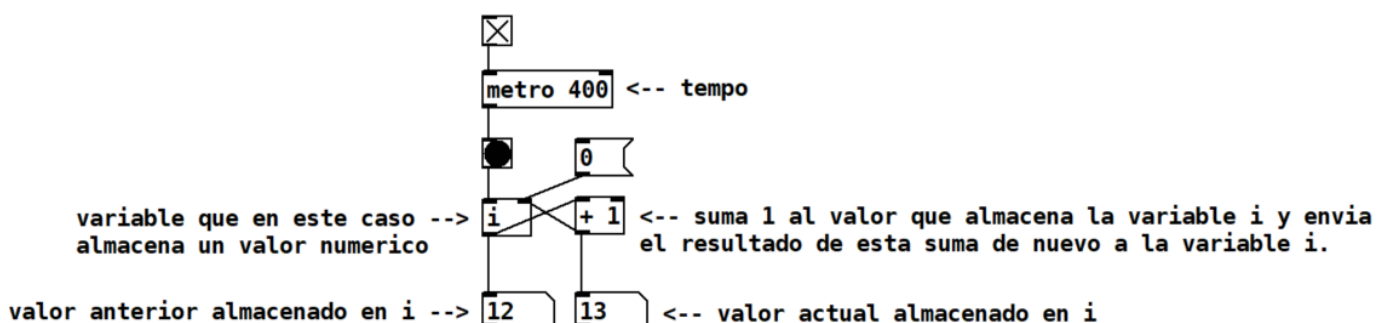 metro 400 <-- tempo
0
variable que en este caso --> i + 1 <-- suma 1 al valor que almacena la variable i y envia
almacena un valor numerico el resultado de esta suma de nuevo a la variable i.
valor anterior almacenado en i --> 12 13 <-- valor actual almacenado en i